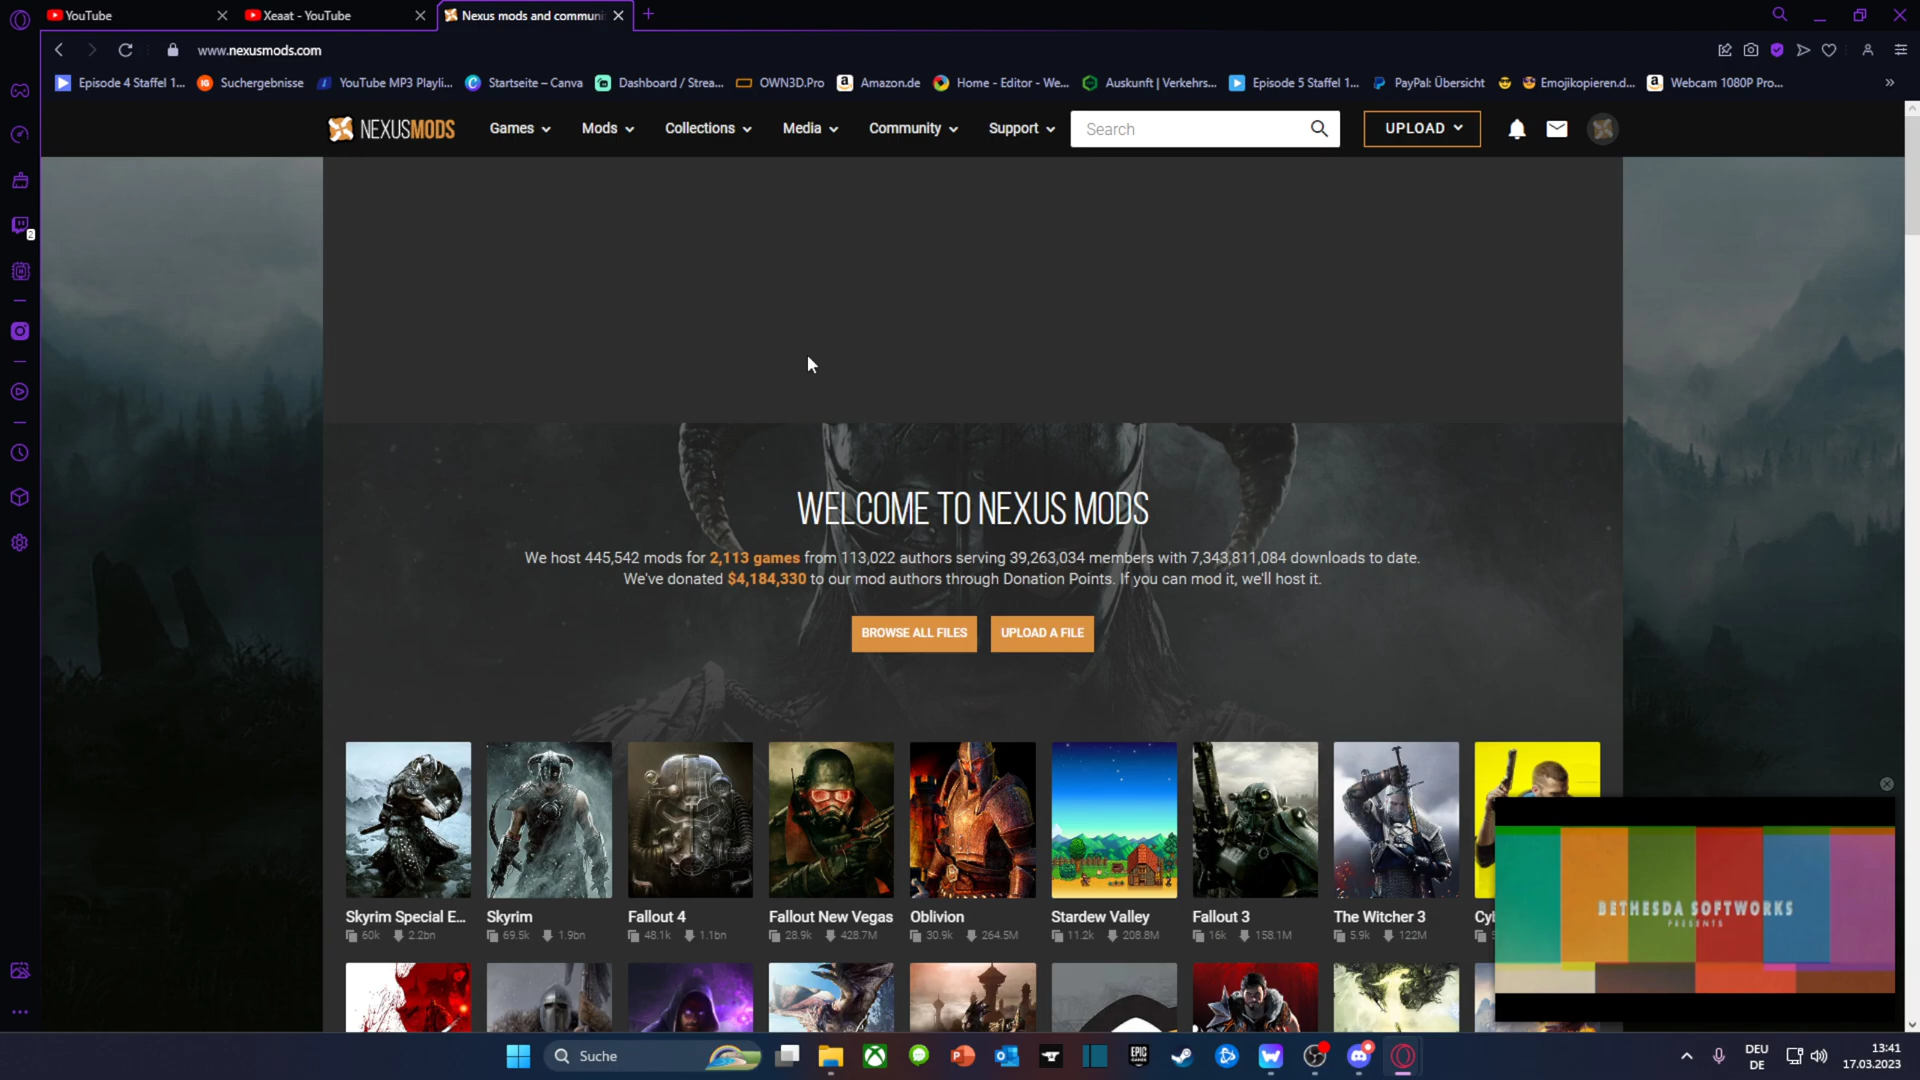 YouTube
Xeaat - YouTube
Nexus mods and communi
www.nexusmods.com
Episode 4 Staffel 1...
Suchergebnisse
YouTube MP3 Playli...
Startseite – Canva
Dashboard / Strea...
OWN3D.Pro
Amazon.de
Home - Editor - We...
Auskunft | Verkehrs...
Episode 5 Staffel 1...
PayPal: Übersicht
Emojikopieren.d...
Webcam 1080P Pro...
NEXUSMODS
Games
Mods
Collections
Media
Community
Support
Search
UPLOAD
2
WELCOME TO NEXUS MODS
We host 445,542 mods for 2,113 games from 113,022 authors serving 39,263,034 members with 7,343,811,084 downloads to date.
We've donated $4,184,330 to our mod authors through Donation Points. If you can mod it, we'll host it.
BROWSE ALL FILES
UPLOAD A FILE
Skyrim Special E...
60k 2.2bn
Skyrim
69.5k 1.9bn
Fallout 4
48.1k 1.1bn
Fallout New Vegas
28.9k 428.7M
Oblivion
30.9k 264.5M
Stardew Valley
11.2k 208.8M
Fallout 3
16k 158.1M
The Witcher 3
5.9k 122M
BETHESDA SOFTWORKS
PRESENTS
Suche
EPIC
GAMES
DEU
DE
13:41
17.03.2023